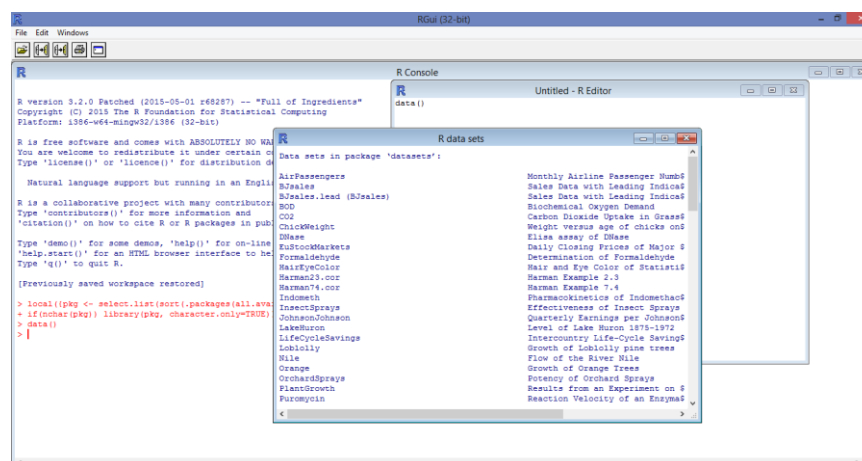 RGui (32-bit)
File Edit Windows
R Console
R version 3.2.0 Patched (2015-05-01 r68287) -- "Full of Ingredients"
Copyright (C) 2015 The R Foundation for Statistical Computing
Platform: i386-w64-mingw32/i386 (32-bit)
R is free software and comes with ABSOLUTELY NO WAR
You are welcome to redistribute it under certain co
Type 'license()' or 'licence()' for distribution de
Natural language support but running in an Englis
R is a collaborative project with many contributor
Type 'contributors()' for more information and
'citation()' on how to cite R or R packages in publ
Type 'demo()' for some demos, 'help()' for on-line
'help.start()' for an HTML browser interface to hel
Type 'q()' to quit R.
[Previously saved workspace restored]
> local({pkg <- select.list(sort(.packages(all.avai
+ if(nchar(pkg)) library(pkg, character.only=TRUE)
> data()
>
Untitled - R Editor
data()
R data sets
Data sets in package 'datasets':
AirPassengers Monthly Airline Passenger Numb$
BJsales Sales Data with Leading Indica$
BJsales.lead (BJsales) Sales Data with Leading Indica$
BOD Biochemical Oxygen Demand
CO2 Carbon Dioxide Uptake in Grass$
ChickWeight Weight versus age of chicks on$
DNase Elisa assay of DNase
EuStockMarkets Daily Closing Prices of Major $
Formaldehyde Determination of Formaldehyde
HairEyeColor Hair and Eye Color of Statisti$
Harman23.cor Harman Example 2.3
Harman74.cor Harman Example 7.4
Indometh Pharmacokinetics of Indomethac$
InsectSprays Effectiveness of Insect Sprays
JohnsonJohnson Quarterly Earnings per Johnson$
LakeHuron Level of Lake Huron 1875-1972
LifeCycleSavings Intercountry Life-Cycle Saving$
Loblolly Growth of Loblolly pine trees
Nile Flow of the River Nile
Orange Growth of Orange Trees
OrchardSprays Potency of Orchard Sprays
PlantGrowth Results from an Experiment on $
Puromycin Reaction Velocity of an Enzyma$